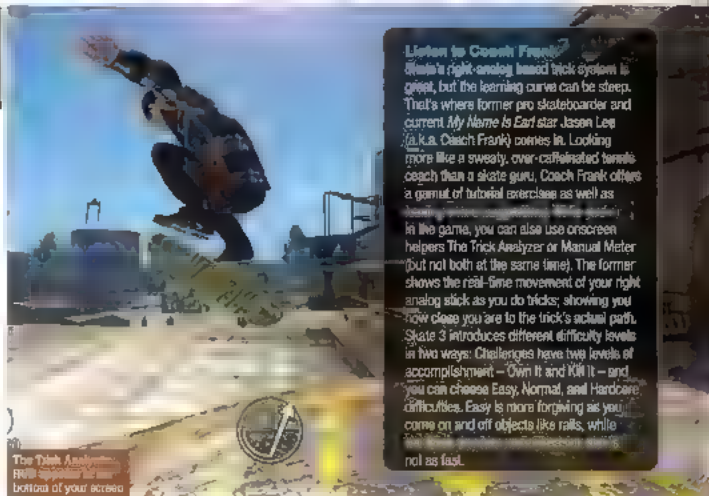 Listen to Coach Frank
Skate's right-analog based trick system is
great, but the learning curve can be steep.
That's where former pro skateboarder and
current My Name Is Earl star Jason Lee
(a.k.a. Coach Frank) comes in. Looking
more like a sweaty, over-caffeinated tennis
coach than a skate guru, Coach Frank offers
a gamut of tutorial exercises as well as
in the game, you can also use onscreen
helpers The Trick Analyzer or Manual Meter
(but not both at the same time). The former
shows the real-time movement of your right
analog stick as you do tricks; showing you
how close you are to the trick's actual path.
Skate 3 introduces different difficulty levels
in two ways: Challenges have two levels of
accomplishment – Own It and Kill It – and
you can choose Easy, Normal, and Hardcore
difficulties. Easy is more forgiving as you
come on and off objects like rails, while
not as fast.
The Trick Analyzer
HUD appears
bottom of your screen